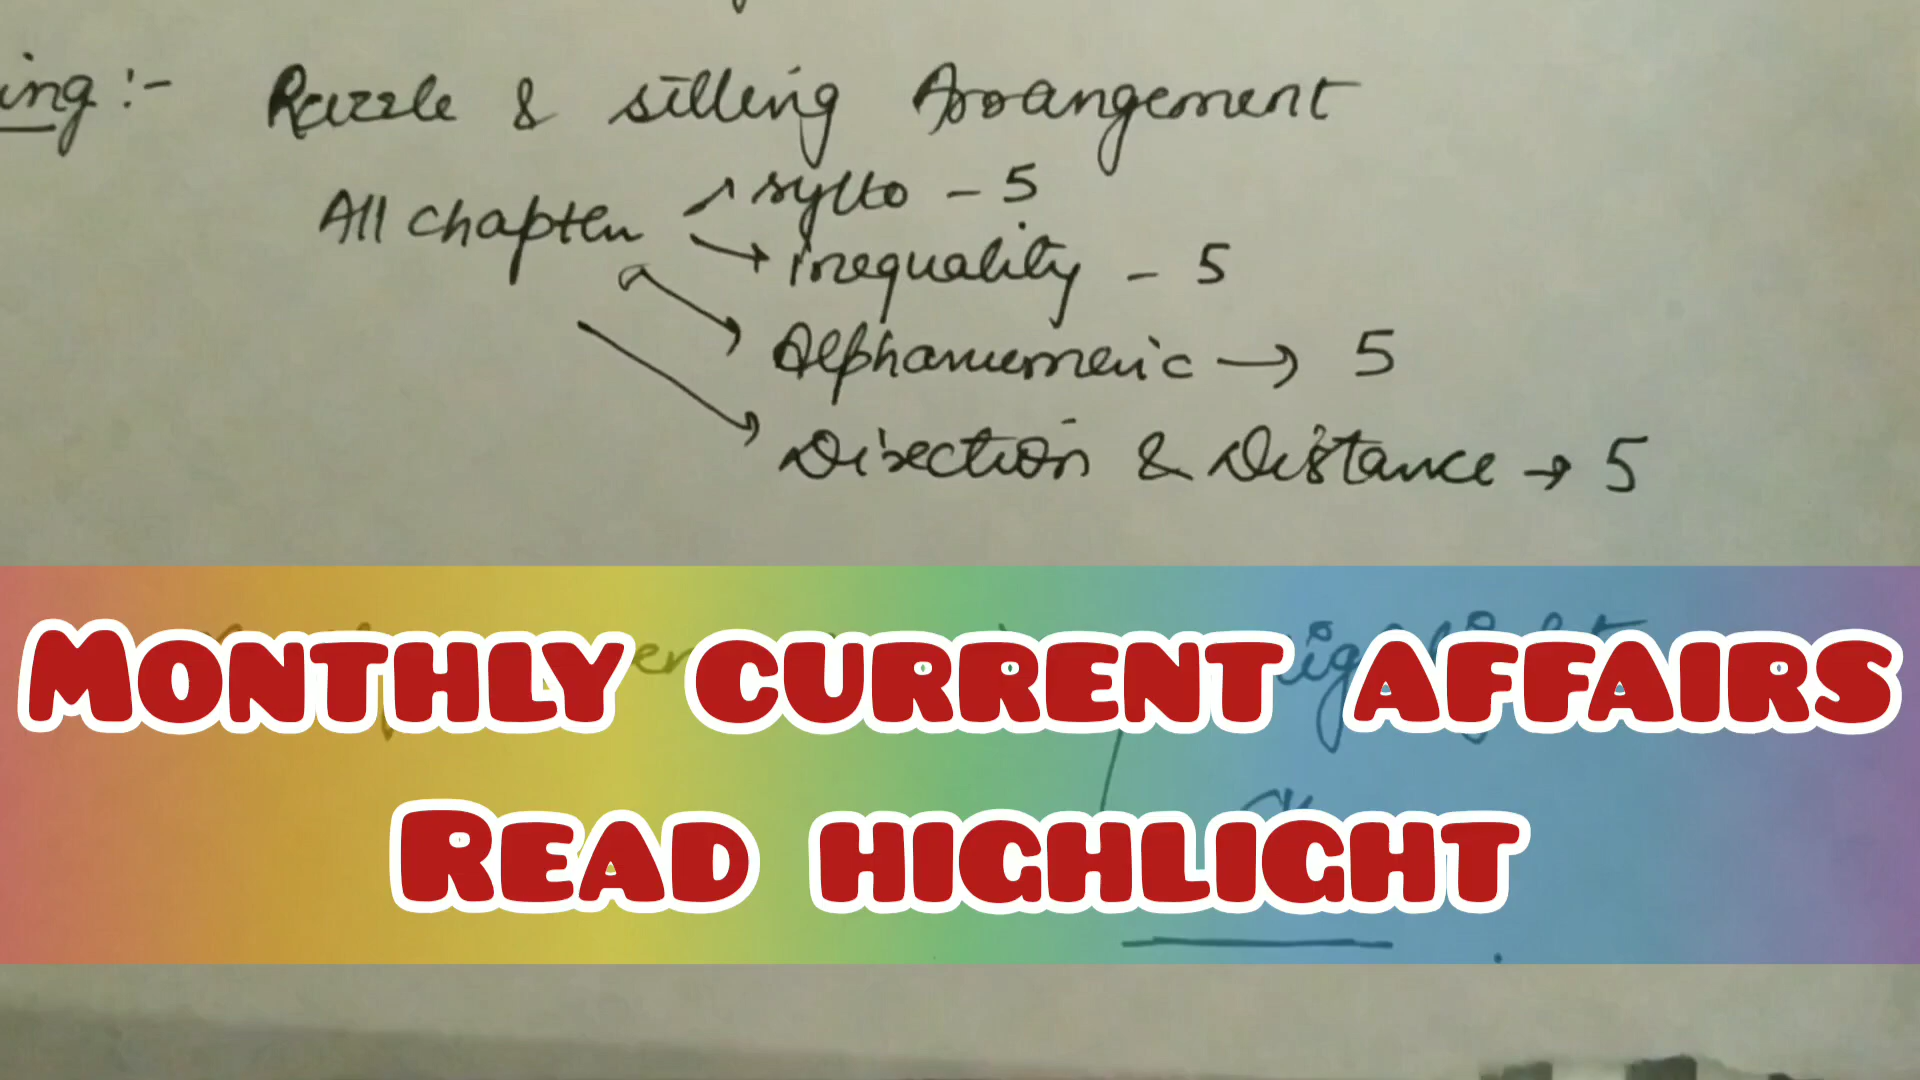 ing :- Puzzle & sitting Arrangement
All chapter → syllo - 5
→ inequality - 5
→ Alphanumeric → 5
→ Direction & Distance → 5
MONTHLY CURRENT AFFAIRS
READ HIGHLIGHT